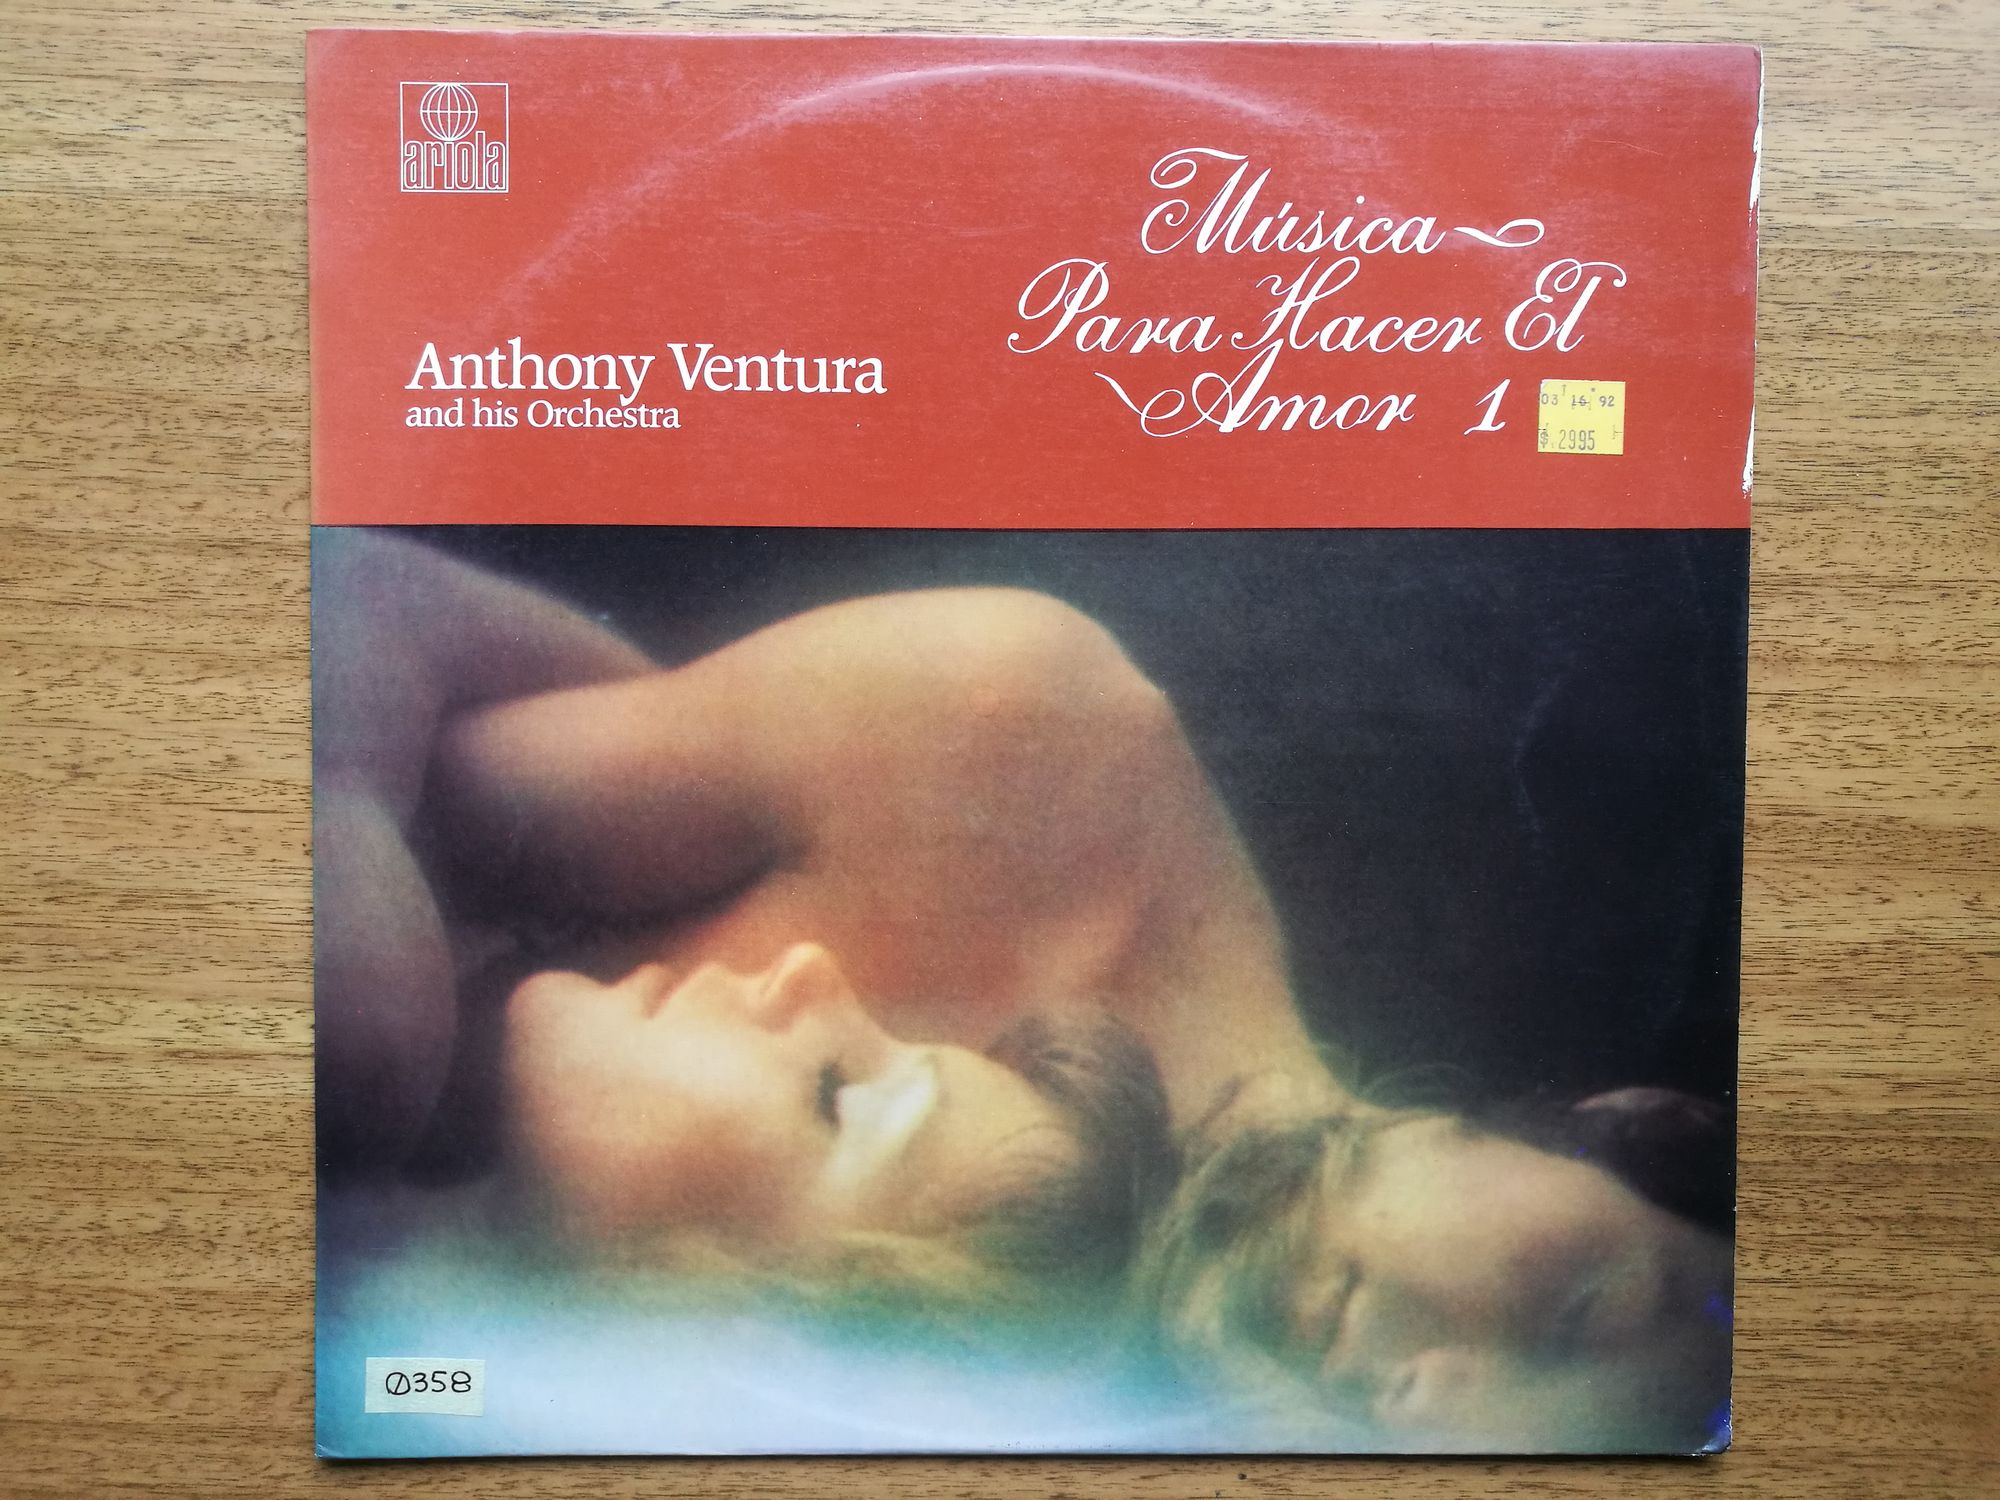 ariola
Música
Para Hacer El
Amor 1
Anthony Ventura
and his Orchestra
03 16 92
$ 2995
0358